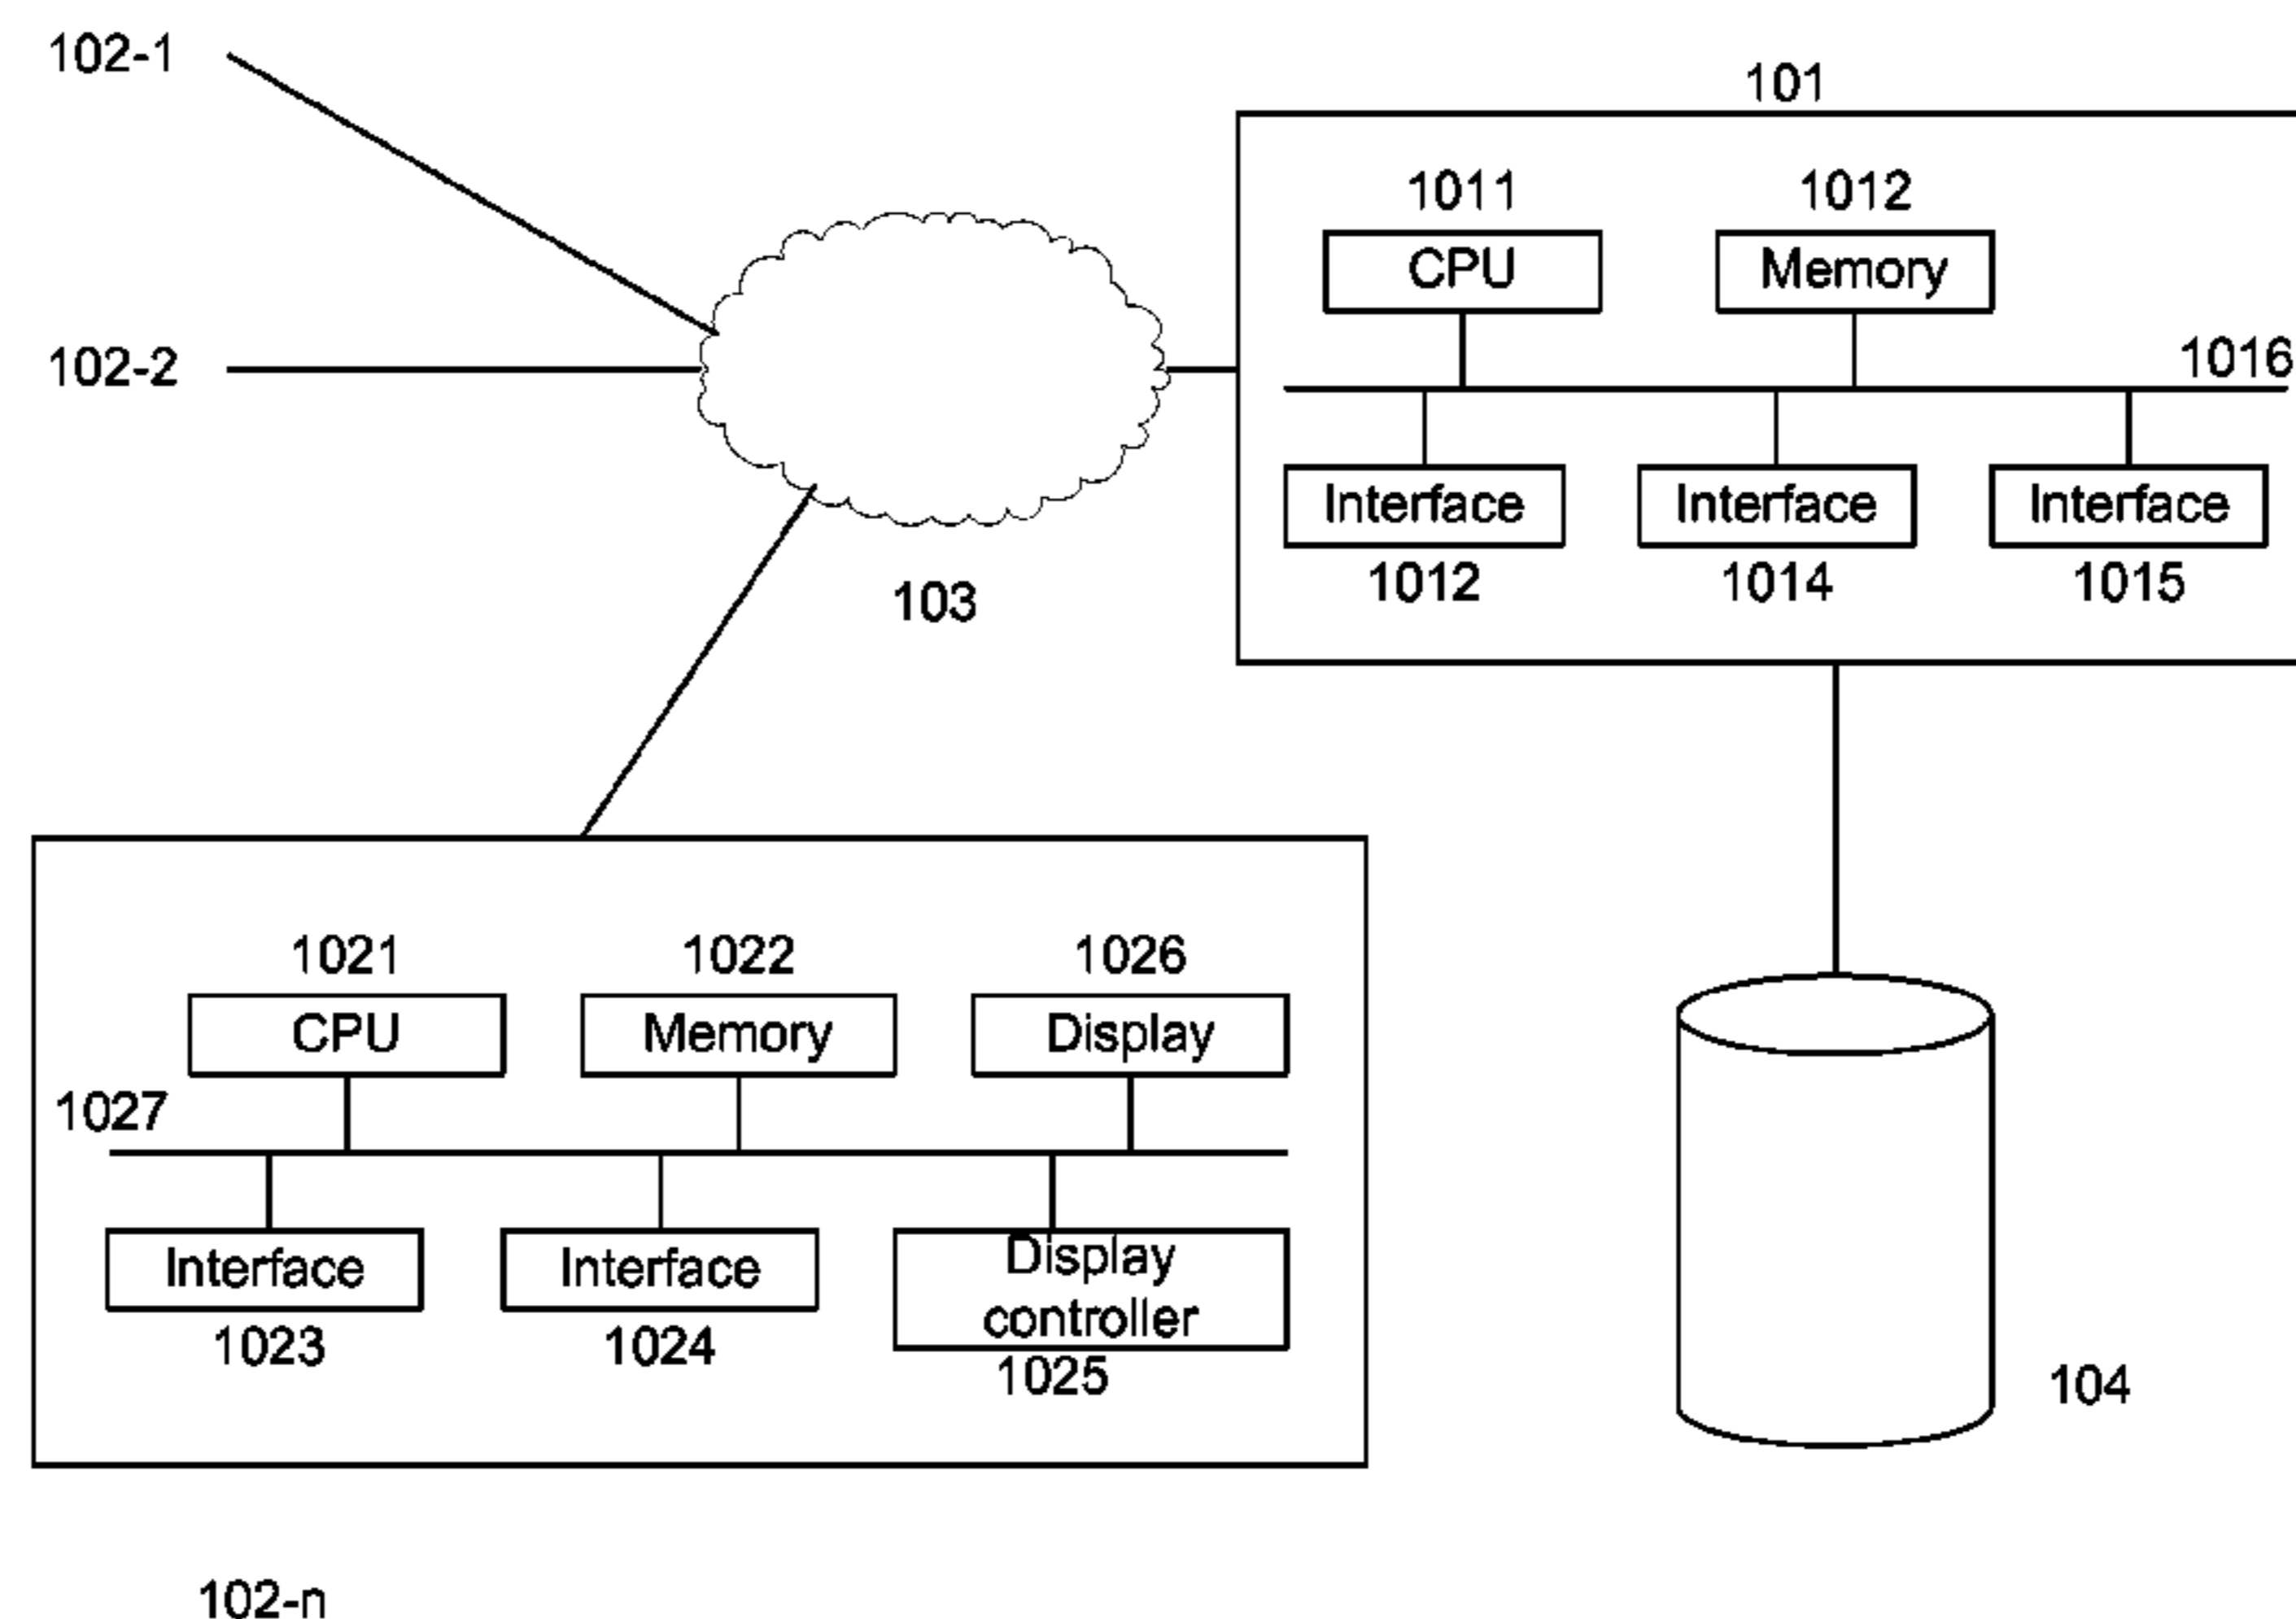 102-1
101
1011
1012
CPU
Memory
102-2
1016
Interface
Interface
Interface
1012
1014
1015
103
1021
1022
1026
CPU
Memory
Display
1027
Interface
Interface
Display
controller
1023
1024
1025
104
102-n